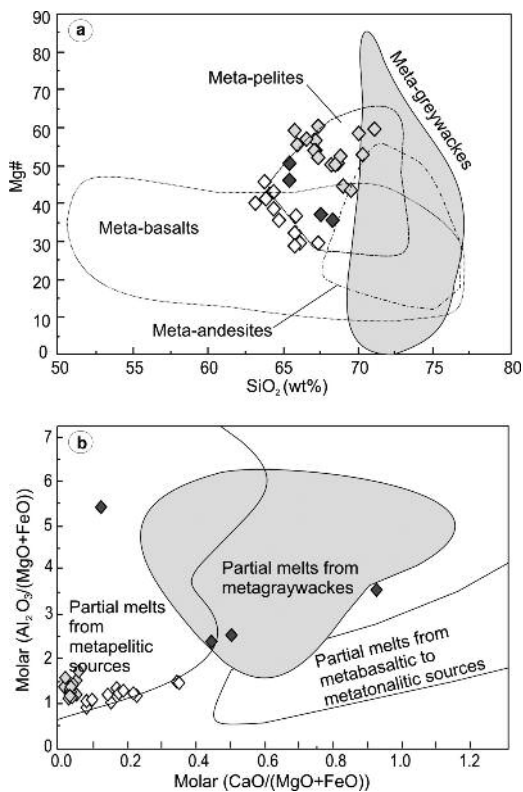 a
90
80
70
60
50
40
30
20
10
0
Mg#
Meta-pelites
Meta-greywackes
Meta-basalts
Meta-andesites
50 60 65 70 75 80
SiO₂(wt%)
b
7
6
5
4
3
2
1
0
Molar (Al₂O₃/(MgO+FeO))
Partial melts from
metagraywackes
Partial melts
from
metapelitic
sources
Partial melts from
metabasaltic to
metatonalitic sources
0.0 0.2 0.4 0.6 0.8 1.0 1.2
Molar (CaO/(MgO+FeO))